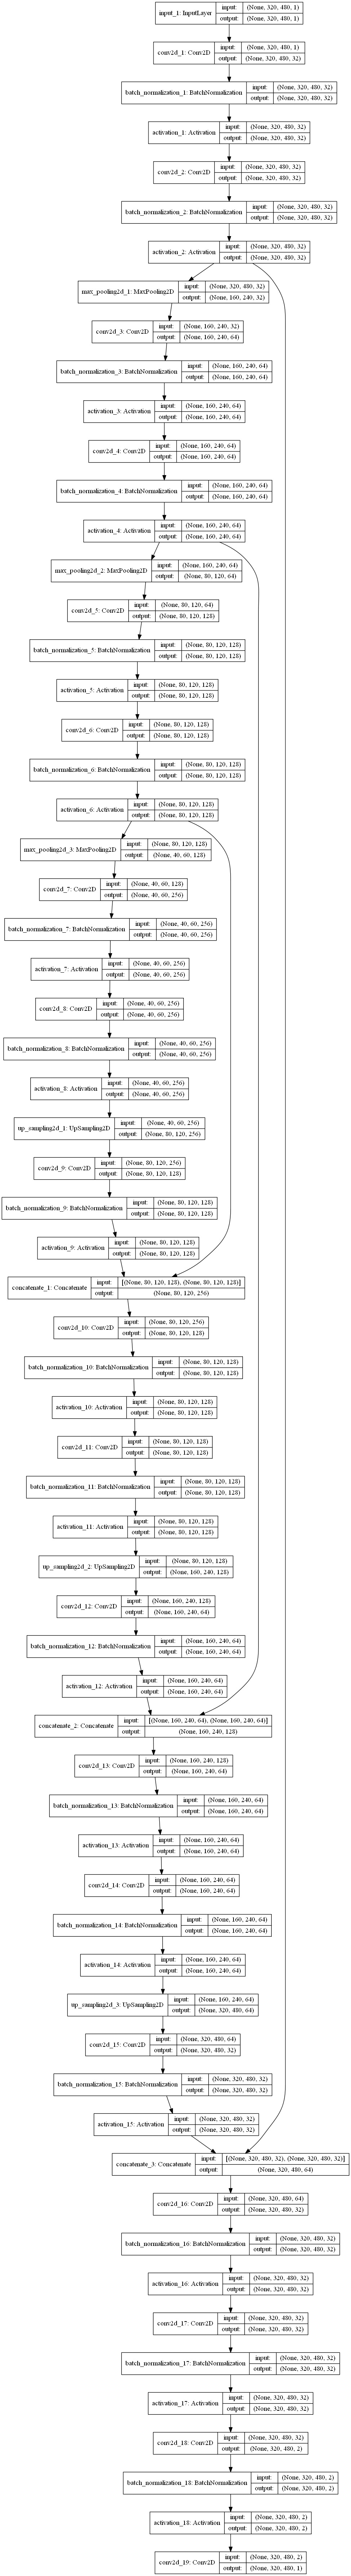 input_1: InputLayer input: (None, 320, 480, 1)
output: (None, 320, 480, 1)
conv2d_1: Conv2D input: (None, 320, 480, 1)
output: (None, 320, 480, 32)
batch_normalization_1: BatchNormalization input: (None, 320, 480, 32)
output: (None, 320, 480, 32)
activation_1: Activation input: (None, 320, 480, 32)
output: (None, 320, 480, 32)
conv2d_2: Conv2D input: (None, 320, 480, 32)
output: (None, 320, 480, 32)
batch_normalization_2: BatchNormalization input: (None, 320, 480, 32)
output: (None, 320, 480, 32)
activation_2: Activation input: (None, 320, 480, 32)
output: (None, 320, 480, 32)
max_pooling2d_1: MaxPooling2D input: (None, 320, 480, 32)
output: (None, 160, 240, 32)
conv2d_3: Conv2D input: (None, 160, 240, 32)
output: (None, 160, 240, 64)
batch_normalization_3: BatchNormalization input: (None, 160, 240, 64)
output: (None, 160, 240, 64)
activation_3: Activation input: (None, 160, 240, 64)
output: (None, 160, 240, 64)
conv2d_4: Conv2D input: (None, 160, 240, 64)
output: (None, 160, 240, 64)
batch_normalization_4: BatchNormalization input: (None, 160, 240, 64)
output: (None, 160, 240, 64)
activation_4: Activation input: (None, 160, 240, 64)
output: (None, 160, 240, 64)
max_pooling2d_2: MaxPooling2D input: (None, 160, 240, 64)
output: (None, 80, 120, 64)
conv2d_5: Conv2D input: (None, 80, 120, 64)
output: (None, 80, 120, 128)
batch_normalization_5: BatchNormalization input: (None, 80, 120, 128)
output: (None, 80, 120, 128)
activation_5: Activation input: (None, 80, 120, 128)
output: (None, 80, 120, 128)
conv2d_6: Conv2D input: (None, 80, 120, 128)
output: (None, 80, 120, 128)
batch_normalization_6: BatchNormalization input: (None, 80, 120, 128)
output: (None, 80, 120, 128)
activation_6: Activation input: (None, 80, 120, 128)
output: (None, 80, 120, 128)
max_pooling2d_3: MaxPooling2D input: (None, 80, 120, 128)
output: (None, 40, 60, 128)
conv2d_7: Conv2D input: (None, 40, 60, 128)
output: (None, 40, 60, 256)
batch_normalization_7: BatchNormalization input: (None, 40, 60, 256)
output: (None, 40, 60, 256)
activation_7: Activation input: (None, 40, 60, 256)
output: (None, 40, 60, 256)
conv2d_8: Conv2D input: (None, 40, 60, 256)
output: (None, 40, 60, 256)
batch_normalization_8: BatchNormalization input: (None, 40, 60, 256)
output: (None, 40, 60, 256)
activation_8: Activation input: (None, 40, 60, 256)
output: (None, 40, 60, 256)
up_sampling2d_1: UpSampling2D input: (None, 40, 60, 256)
output: (None, 80, 120, 256)
conv2d_9: Conv2D input: (None, 80, 120, 256)
output: (None, 80, 120, 128)
batch_normalization_9: BatchNormalization input: (None, 80, 120, 128)
output: (None, 80, 120, 128)
activation_9: Activation input: (None, 80, 120, 128)
output: (None, 80, 120, 128)
concatenate_1: Concatenate input: [(None, 80, 120, 128), (None, 80, 120, 128)]
output: (None, 80, 120, 256)
conv2d_10: Conv2D input: (None, 80, 120, 256)
output: (None, 80, 120, 128)
batch_normalization_10: BatchNormalization input: (None, 80, 120, 128)
output: (None, 80, 120, 128)
activation_10: Activation input: (None, 80, 120, 128)
output: (None, 80, 120, 128)
conv2d_11: Conv2D input: (None, 80, 120, 128)
output: (None, 80, 120, 128)
batch_normalization_11: BatchNormalization input: (None, 80, 120, 128)
output: (None, 80, 120, 128)
activation_11: Activation input: (None, 80, 120, 128)
output: (None, 80, 120, 128)
up_sampling2d_2: UpSampling2D input: (None, 80, 120, 128)
output: (None, 160, 240, 128)
conv2d_12: Conv2D input: (None, 160, 240, 128)
output: (None, 160, 240, 64)
batch_normalization_12: BatchNormalization input: (None, 160, 240, 64)
output: (None, 160, 240, 64)
activation_12: Activation input: (None, 160, 240, 64)
output: (None, 160, 240, 64)
concatenate_2: Concatenate input: [(None, 160, 240, 64), (None, 160, 240, 64)]
output: (None, 160, 240, 128)
conv2d_13: Conv2D input: (None, 160, 240, 128)
output: (None, 160, 240, 64)
batch_normalization_13: BatchNormalization input: (None, 160, 240, 64)
output: (None, 160, 240, 64)
activation_13: Activation input: (None, 160, 240, 64)
output: (None, 160, 240, 64)
conv2d_14: Conv2D input: (None, 160, 240, 64)
output: (None, 160, 240, 64)
batch_normalization_14: BatchNormalization input: (None, 160, 240, 64)
output: (None, 160, 240, 64)
activation_14: Activation input: (None, 160, 240, 64)
output: (None, 160, 240, 64)
up_sampling2d_3: UpSampling2D input: (None, 160, 240, 64)
output: (None, 320, 480, 64)
conv2d_15: Conv2D input: (None, 320, 480, 64)
output: (None, 320, 480, 32)
batch_normalization_15: BatchNormalization input: (None, 320, 480, 32)
output: (None, 320, 480, 32)
activation_15: Activation input: (None, 320, 480, 32)
output: (None, 320, 480, 32)
concatenate_3: Concatenate input: [(None, 320, 480, 32), (None, 320, 480, 32)]
output: (None, 320, 480, 64)
conv2d_16: Conv2D input: (None, 320, 480, 64)
output: (None, 320, 480, 32)
batch_normalization_16: BatchNormalization input: (None, 320, 480, 32)
output: (None, 320, 480, 32)
activation_16: Activation input: (None, 320, 480, 32)
output: (None, 320, 480, 32)
conv2d_17: Conv2D input: (None, 320, 480, 32)
output: (None, 320, 480, 32)
batch_normalization_17: BatchNormalization input: (None, 320, 480, 32)
output: (None, 320, 480, 32)
activation_17: Activation input: (None, 320, 480, 32)
output: (None, 320, 480, 32)
conv2d_18: Conv2D input: (None, 320, 480, 32)
output: (None, 320, 480, 2)
batch_normalization_18: BatchNormalization input: (None, 320, 480, 2)
output: (None, 320, 480, 2)
activation_18: Activation input: (None, 320, 480, 2)
output: (None, 320, 480, 2)
conv2d_19: Conv2D input: (None, 320, 480, 2)
output: (None, 320, 480, 1)